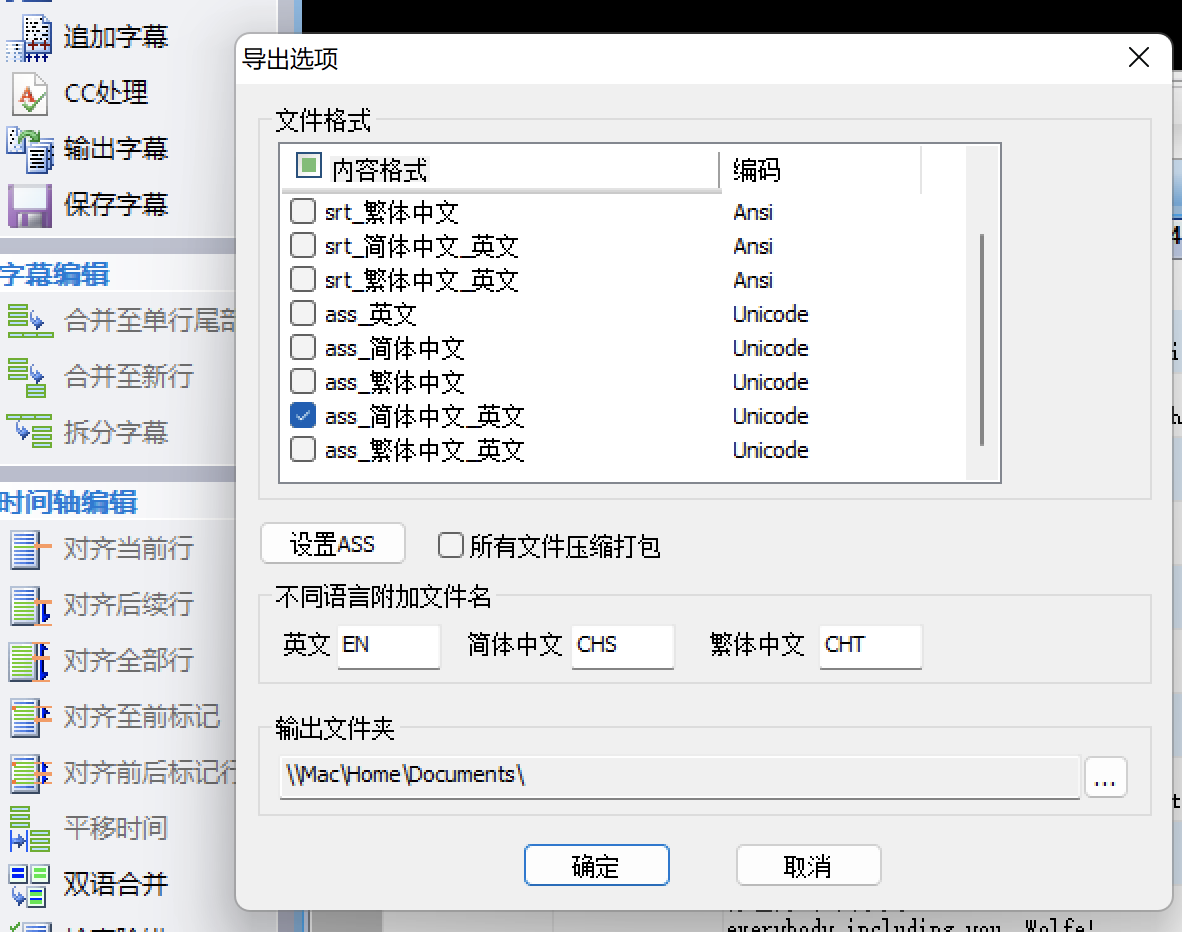 追加字幕
CC处理
输出字幕
保存字幕
字幕编辑
合并至单行尾部
合并至新行
拆分字幕
时间轴编辑
对齐当前行
对齐后续行
对齐全部行
对齐至前标记
对齐前后标记行
平移时间
双语合并
导出选项
文件格式
内容格式 编码
srt_繁体中文 Ansi
srt_简体中文_英文 Ansi
srt_繁体中文_英文 Ansi
ass_英文 Unicode
ass_简体中文 Unicode
ass_繁体中文 Unicode
ass_简体中文_英文 Unicode
ass_繁体中文_英文 Unicode
设置ASS 所有文件压缩打包
不同语言附加文件名
英文 EN 简体中文 CHS 繁体中文 CHT
输出文件夹
\\Mac\Home\Documents\ ...
确定 取消
everybody including you, Wolfe!